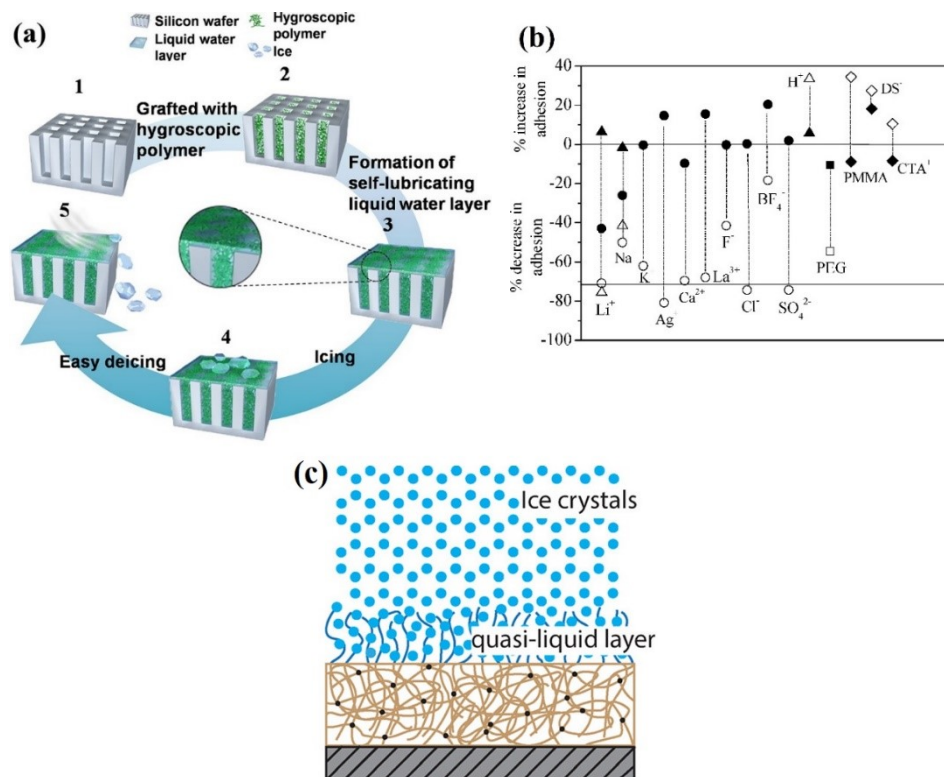 (a)
Silicon wafer
Hygroscopic
polymer
Liquid water
layer
Ice
1
2
Grafted with
hygroscopic
polymer
Formation of
self-lubricating
liquid water layer
3
5
4
Easy deicing
Icing
(b)
% increase in
adhesion
% decrease in
adhesion
40
20
0
-20
-40
-60
-80
-100
H+
DS-
PMMA
CTA+
BF4-
Na
F-
PEG
K
La3+
Ca2+
Li+
Ag
Cl-
SO4 2-
(c)
Ice crystals
quasi-liquid layer